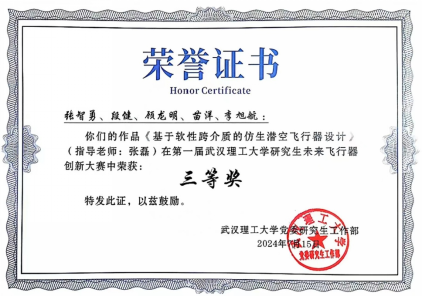 荣誉证书
Honor Certificate
张智勇、段健、顾龙明、苗洋、李旭航：
你们的作品《基于软性跨介质的仿生潜空飞行器设计》
（指导老师：张磊）在第一届武汉理工大学研究生未来飞行器
创新大赛中荣获：
三等奖
特发此证，以兹鼓励。
武汉理工大学党委研究生工作部
2024年 月15日
党委研究生工作部